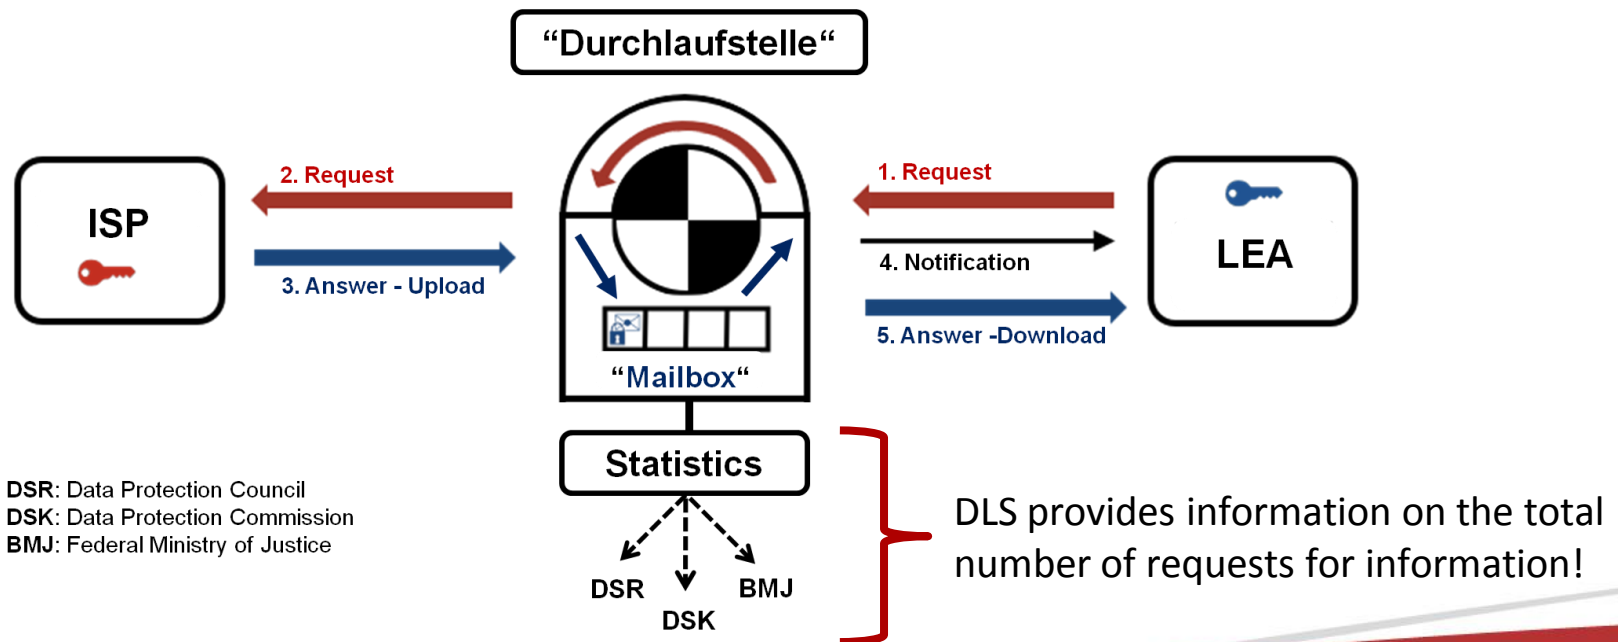 “Durchlaufstelle“
ISP
2. Request
3. Answer - Upload
“Mailbox“
1. Request
4. Notification
5. Answer -Download
LEA
Statistics
DSR
DSK
BMJ
DSR: Data Protection Council
DSK: Data Protection Commission
BMJ: Federal Ministry of Justice
DLS provides information on the total
number of requests for information!